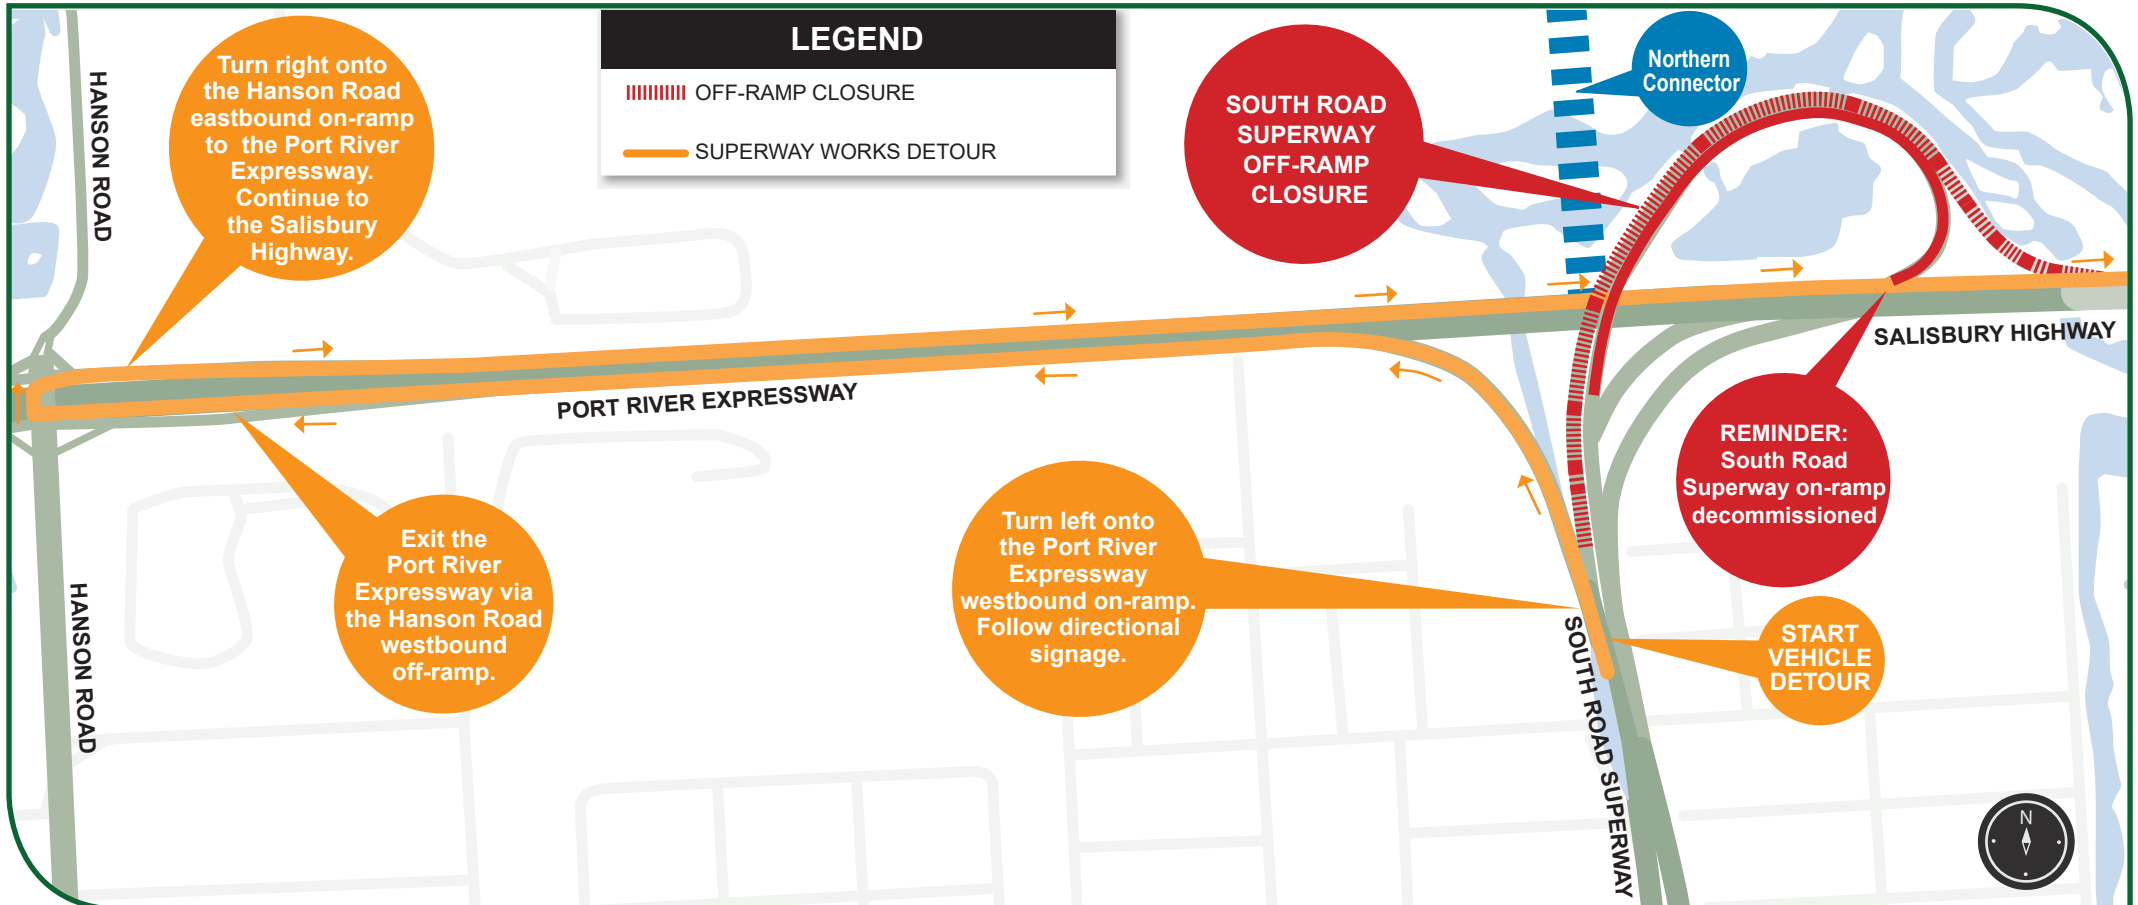 LEGEND
OFF-RAMP CLOSURE
SUPERWAY WORKS DETOUR
HANSON ROAD
Turn right onto
the Hanson Road
eastbound on-ramp
to the Port River
Expressway.
Continue to
the Salisbury
Highway.
SOUTH ROAD
SUPERWAY
OFF-RAMP
CLOSURE
Northern
Connector
SALISBURY HIGHWAY
PORT RIVER EXPRESSWAY
REMINDER:
South Road
Superway on-ramp
decommissioned
Exit the
Port River
Expressway via
the Hanson Road
westbound
off-ramp.
Turn left onto
the Port River
Expressway
westbound on-ramp.
Follow directional
signage.
START
VEHICLE
DETOUR
HANSON ROAD
SOUTH ROAD SUPERWAY
N